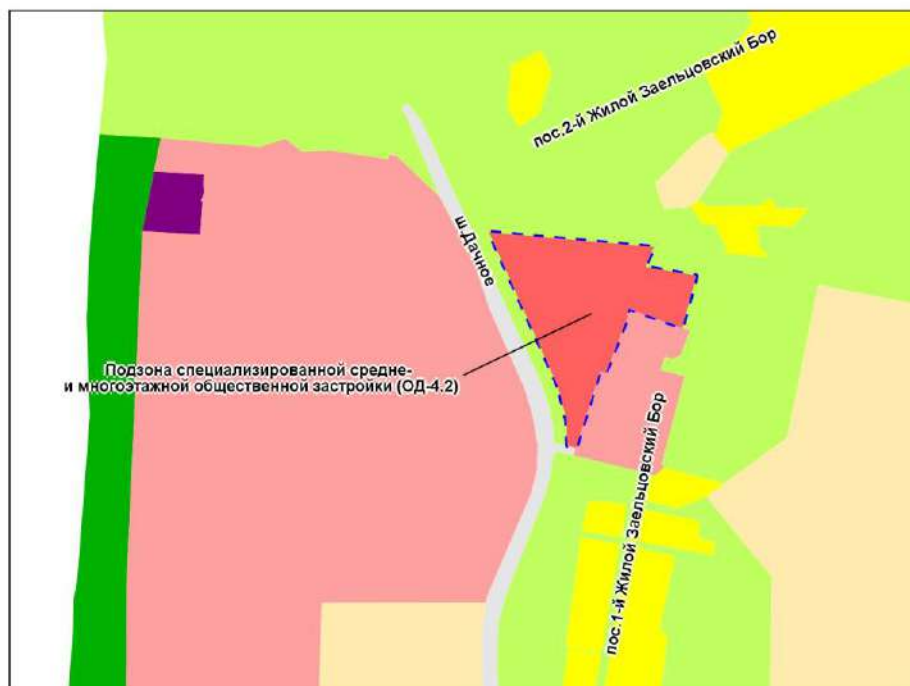 пос.2-й Жилой Заельцовский Бор
ш.Дачное
Подзона специализированной средне-
и многоэтажной общественной застройки (ОД-4.2)
пос.1-й Жилой Заельцовский Бор